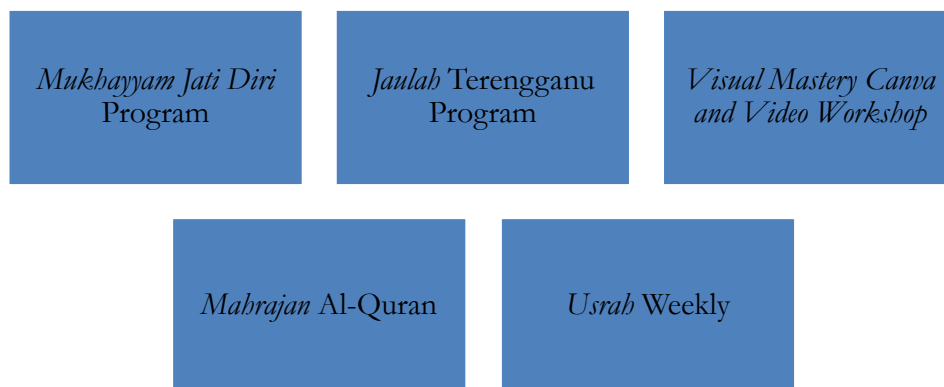 Mukhayyam Jati Diri
Program
Jaulah Terengganu
Program
Visual Mastery Canva
and Video Workshop
Mahrajan Al-Quran
Usrah Weekly